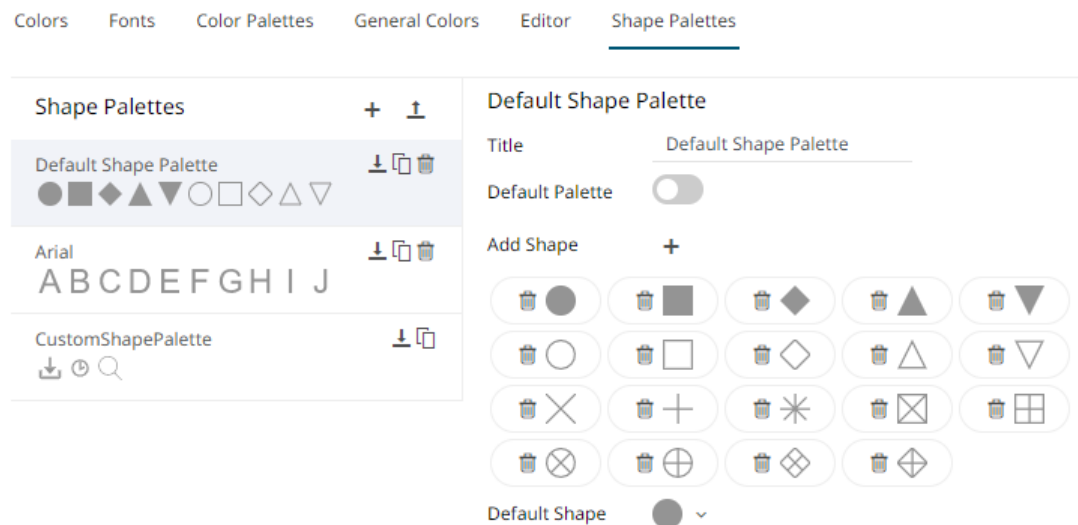 Colors Fonts Color Palettes General Colors Editor Shape Palettes
Shape Palettes
Default Shape Palette
Arial
A B C D E F G H I J
CustomShapePalette
Default Shape Palette
Title Default Shape Palette
Default Palette
Add Shape
Default Shape